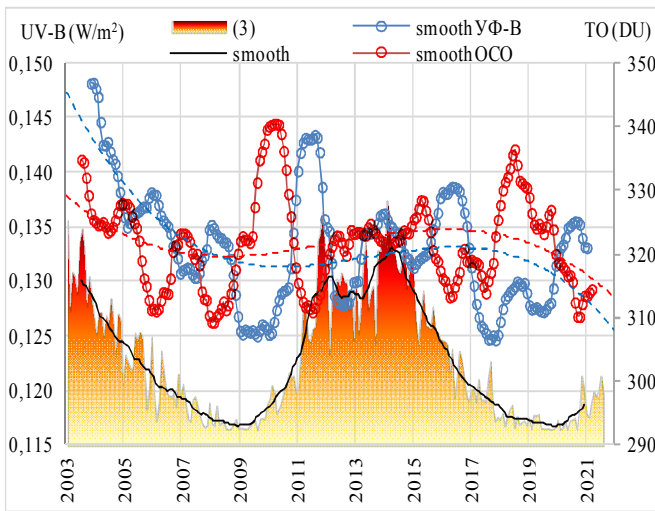 UV-B (W/m²) (3) smooth УФ-В TO (DU)
smooth smooth ОСО
0,150 350
0,145 340
0,140 330
0,135 320
0,130 310
0,125 300
0,120 290
0,115
2003 2005 2007 2009 2011 2013 2015 2017 2019 2021